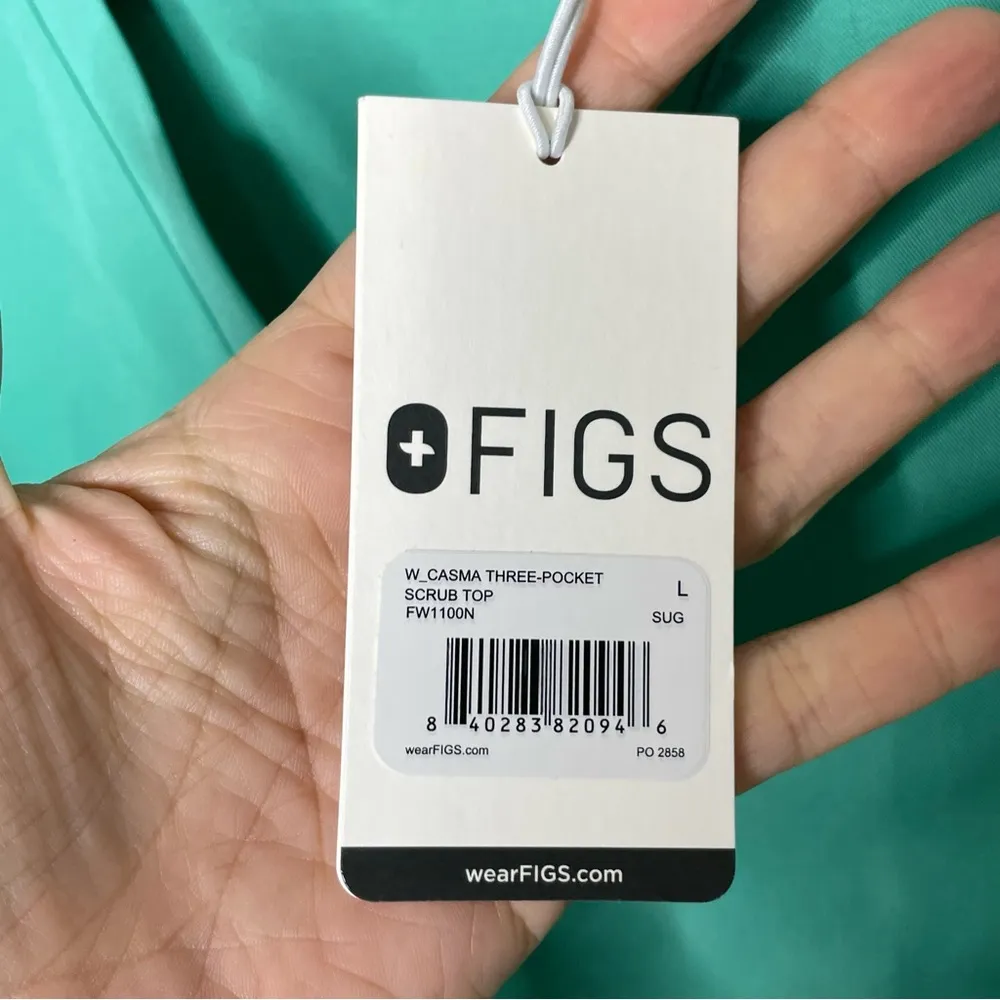 FIGS
W_CASMA THREE-POCKET L
SCRUB TOP
FW1100N SUG
8 40283 82094 6
wearFIGS.com PO 2858
wearFIGS.com